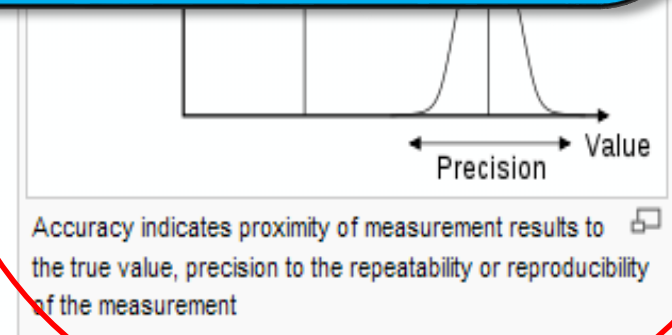 Value
Precision
Accuracy indicates proximity of measurement results to
the true value, precision to the repeatability or reproducibility
of the measurement